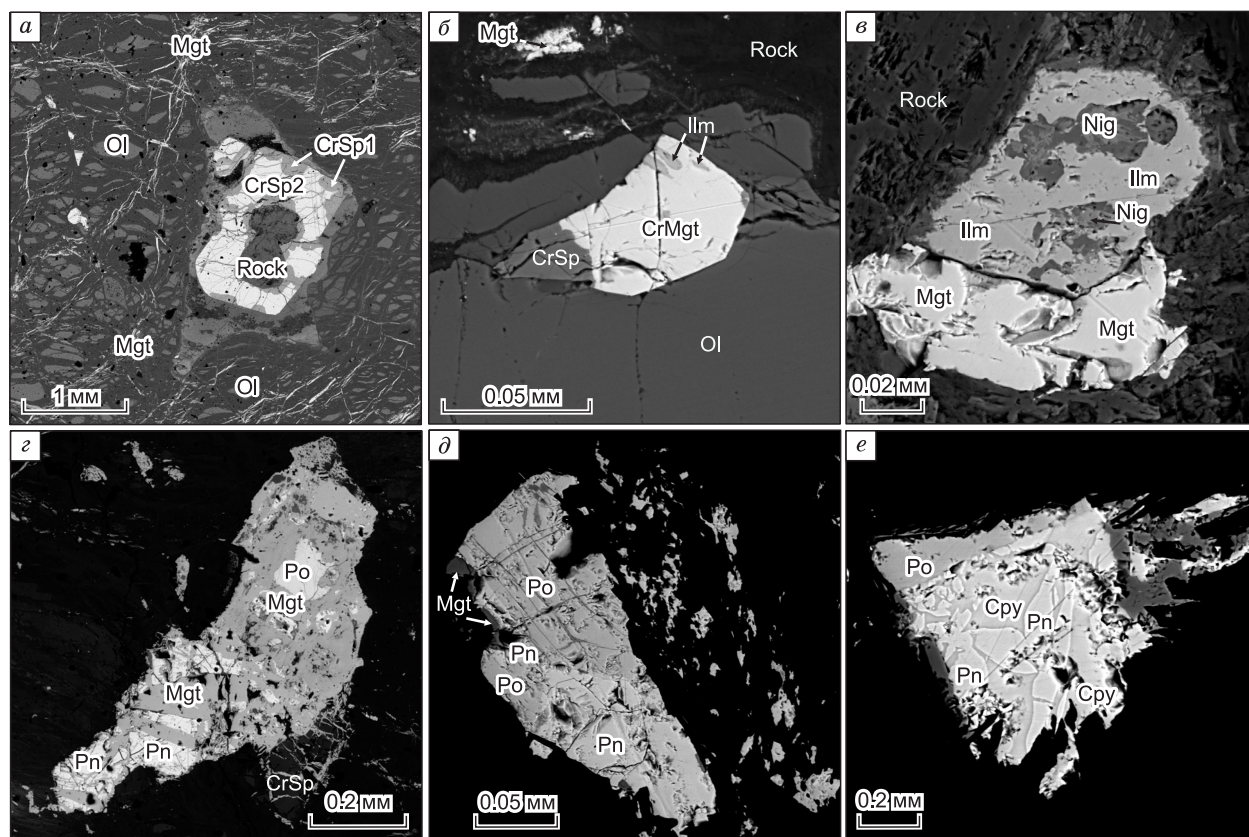 а
Mgt
Ol
CrSp1
CrSp2
Rock
Mgt
Ol
1 мм
б
Mgt
Rock
Ilm
CrMgt
CrSp
Ol
0.05 мм
в
Rock
Nig
Ilm
Nig
Ilm
Mgt
Mgt
0.02 мм
г
Po
Mgt
Mgt
Pn
Pn
CrSp
0.2 мм
д
Po
Mgt
Pn
Po
Pn
0.05 мм
е
Po
Cpy
Pn
Pn
Cpy
0.2 мм